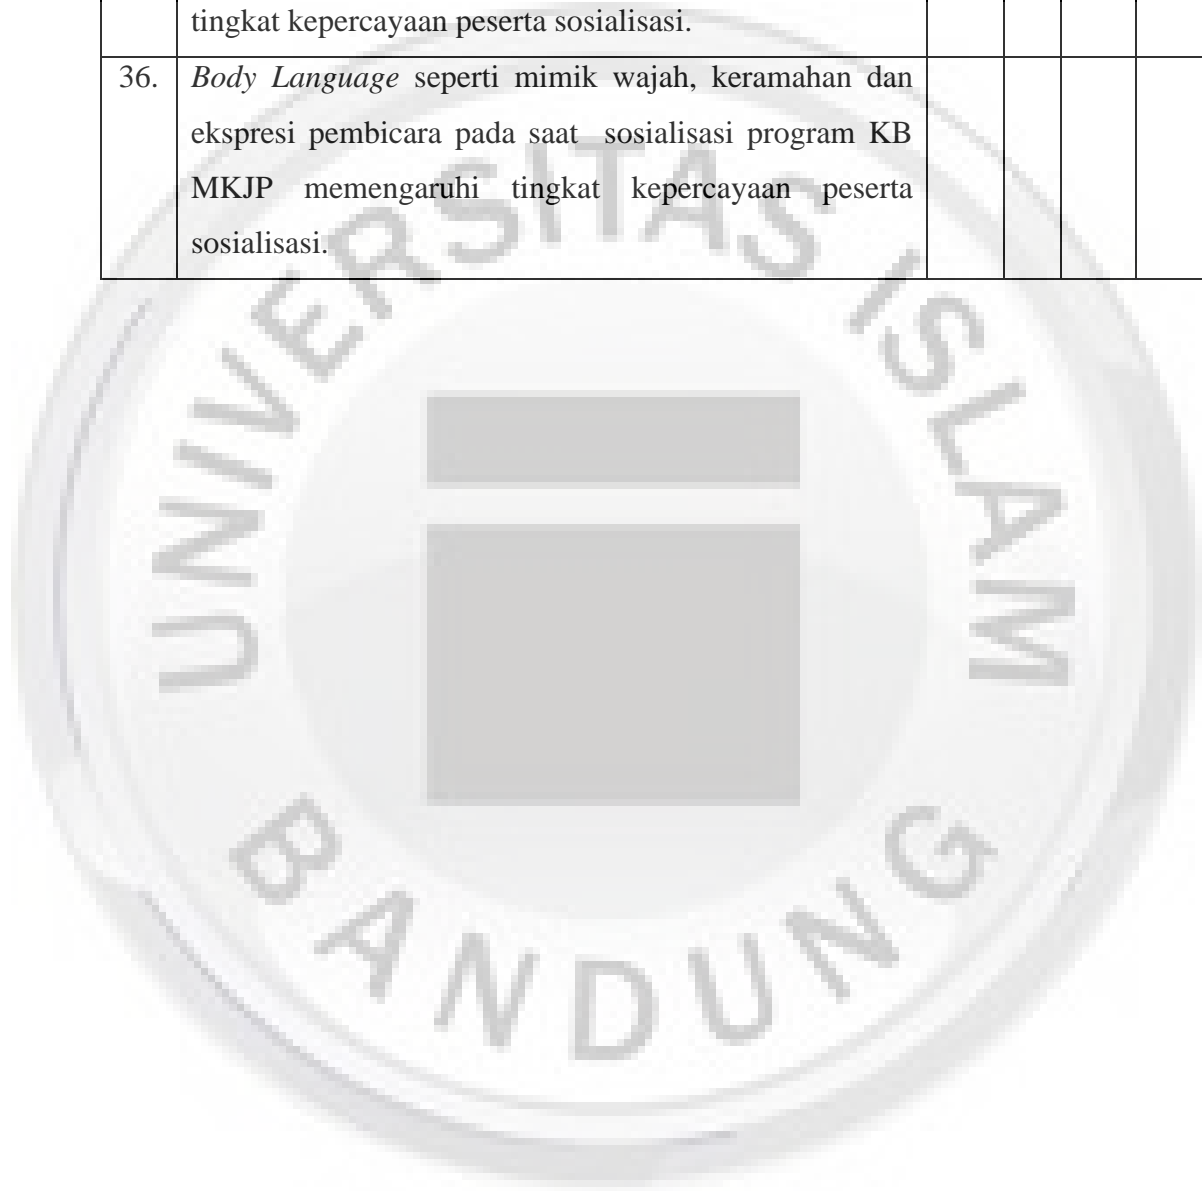 tingkat kepercayaan peserta sosialisasi.
36. Body Language seperti mimik wajah, keramahan dan
ekspresi pembicara pada saat sosialisasi program KB
MKJP memengaruhi tingkat kepercayaan peserta
sosialisasi.
UNIVERSITAS ISLAM
BANDUNG